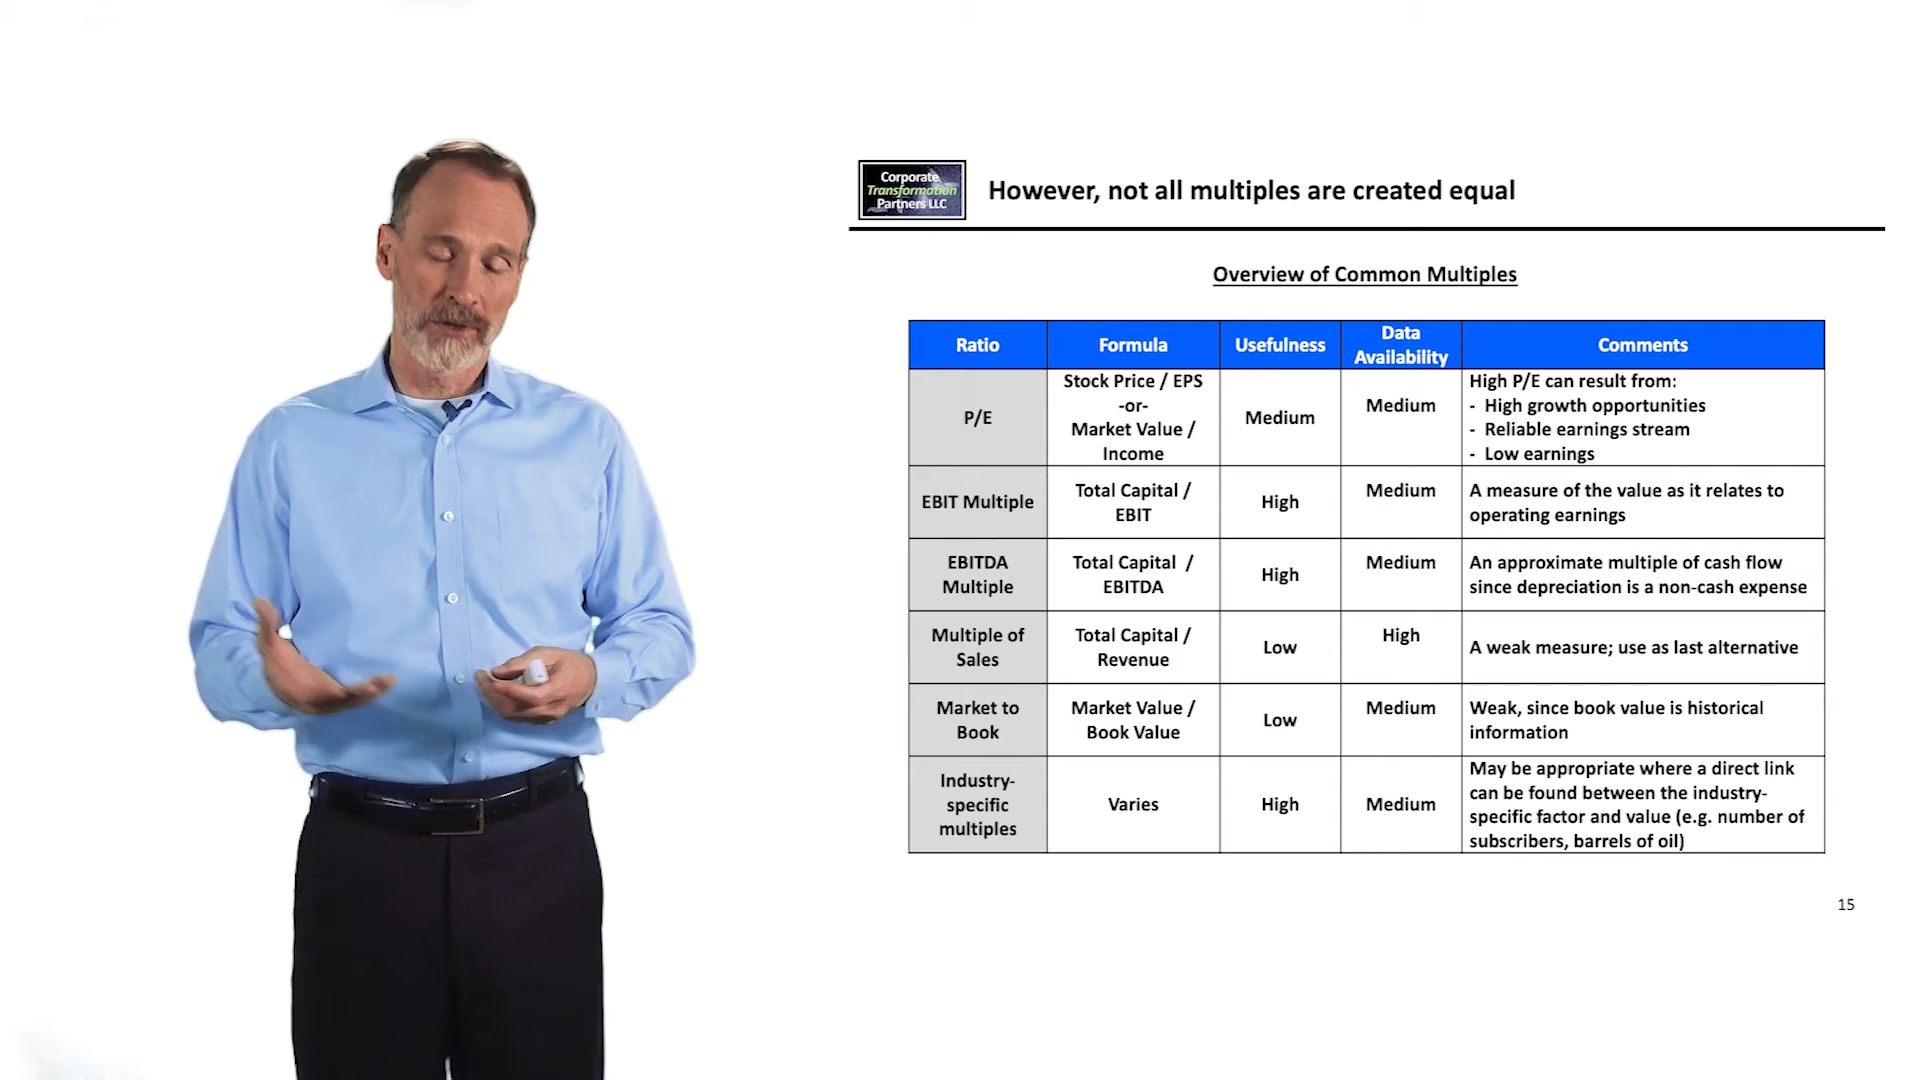 Corporate
Transformation
Partners LLC
However, not all multiples are created equal
Overview of Common Multiples
Ratio
Formula
Usefulness
Data
Availability
Comments
P/E
Stock Price / EPS
-or-
Market Value /
Income
Medium
Medium
High P/E can result from:
- High growth opportunities
- Reliable earnings stream
- Low earnings
EBIT Multiple
Total Capital /
EBIT
High
Medium
A measure of the value as it relates to
operating earnings
EBITDA
Multiple
Total Capital /
EBITDA
High
Medium
An approximate multiple of cash flow
since depreciation is a non-cash expense
Multiple of
Sales
Total Capital /
Revenue
Low
High
A weak measure; use as last alternative
Market to
Book
Market Value /
Book Value
Low
Medium
Weak, since book value is historical
information
Industry-
specific
multiples
Varies
High
Medium
May be appropriate where a direct link
can be found between the industry-
specific factor and value (e.g. number of
subscribers, barrels of oil)
15